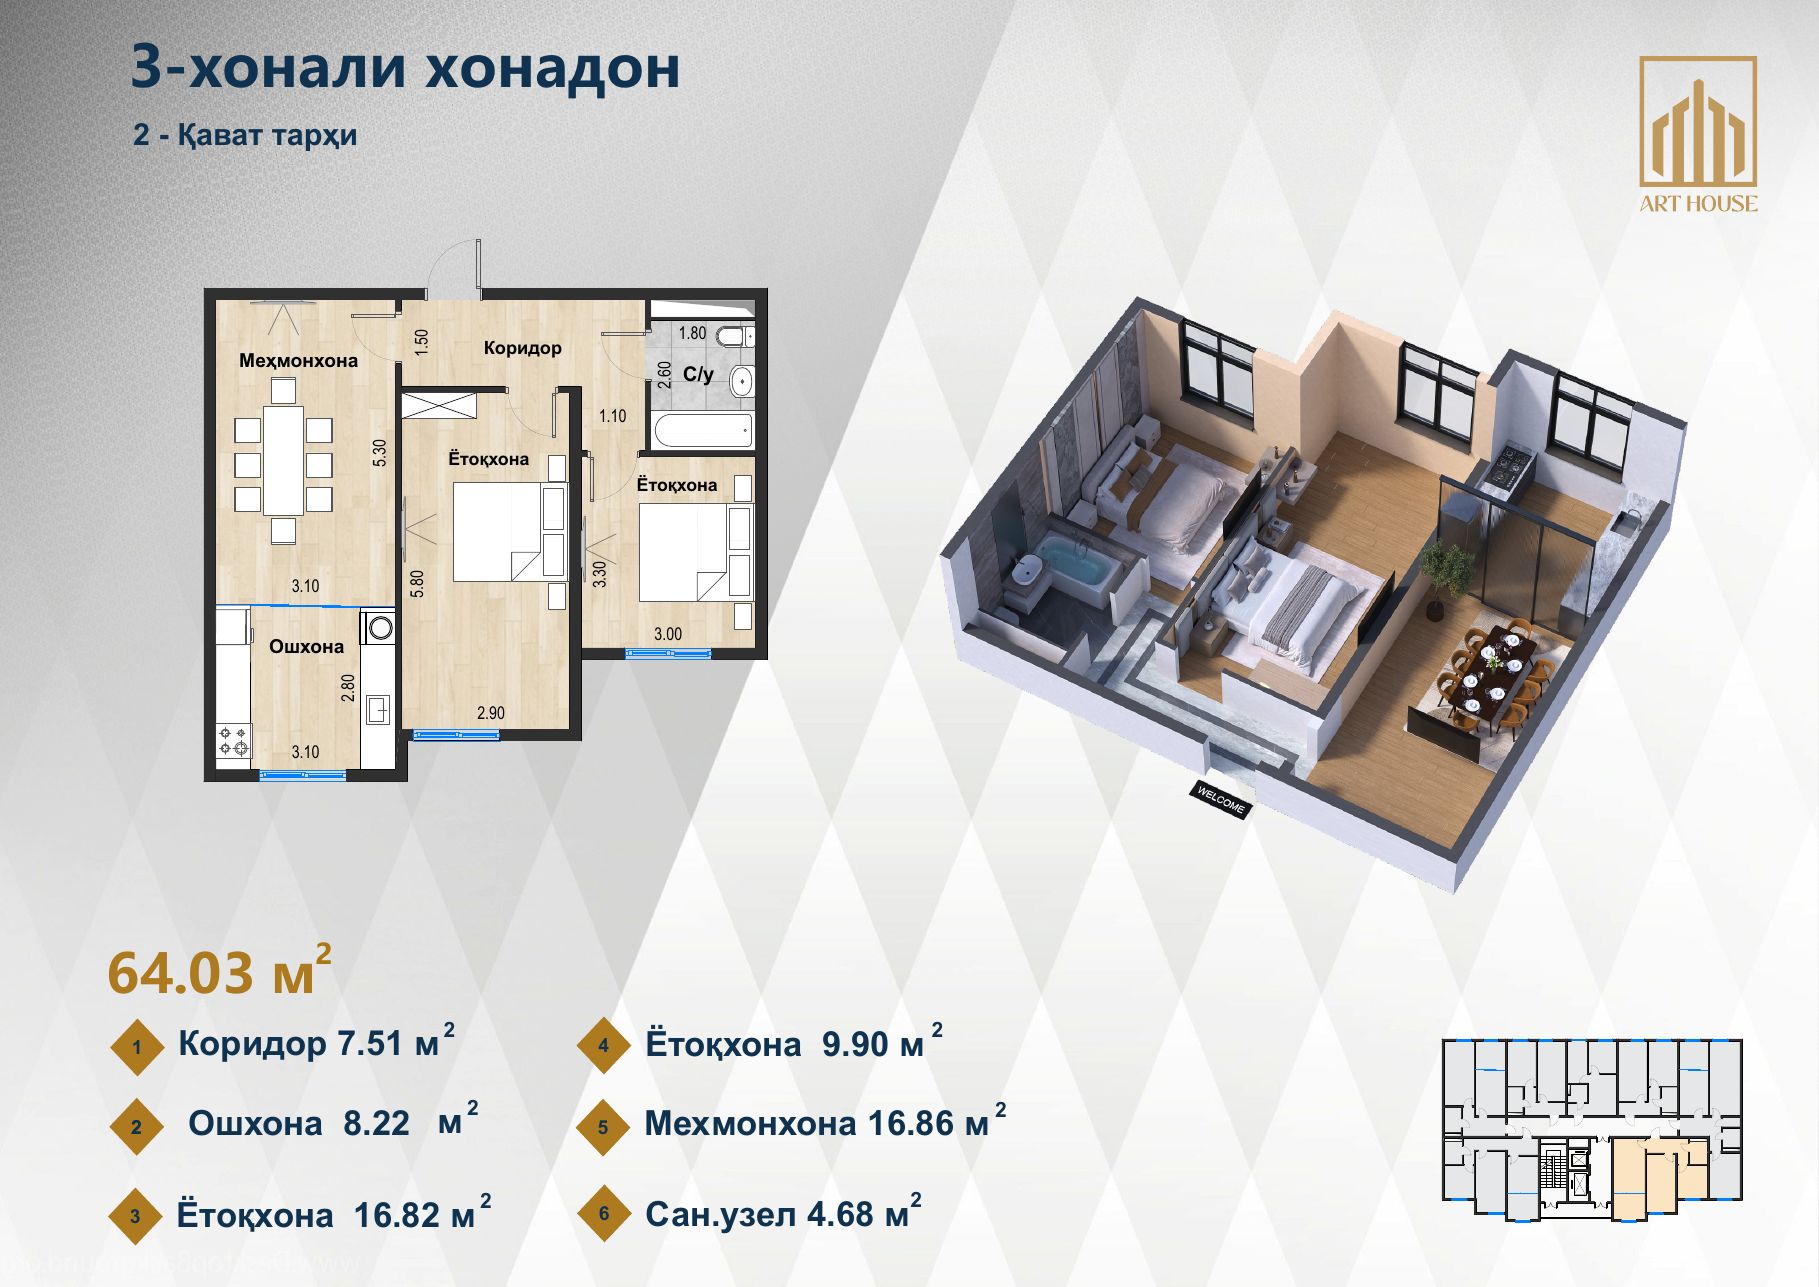 3-хонали хонадон
2 - Қават тарҳи
ART HOUSE
Меҳмонхона
1.50
Коридор
1.80
2.60
С/у
1.10
5.30
Ётоқхона
Ётоқхона
3.10
5.80
3.30
3.00
Ошхона
2.80
2.90
3.10
WELCOME
64.03 м²
1 Коридор 7.51 м²
2 Ошхона 8.22 м²
3 Ётоқхона 16.82 м²
4 Ётоқхона 9.90 м²
5 Мехмонхона 16.86 м²
6 Сан.узел 4.68 м²